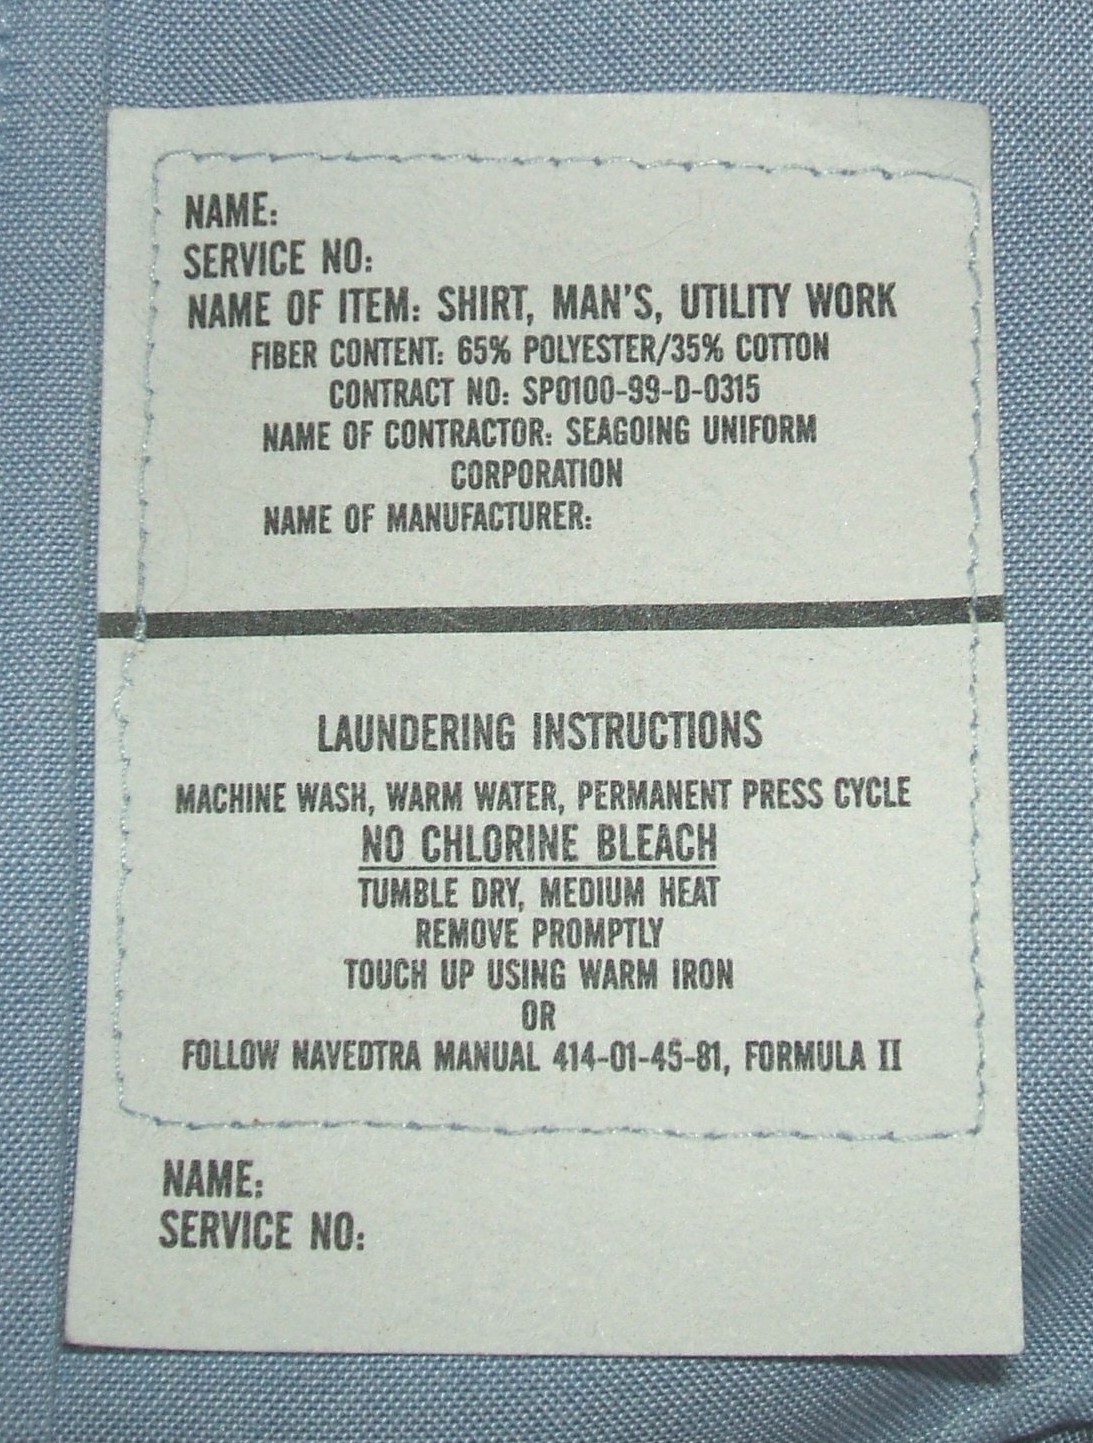 NAME:
SERVICE NO:
NAME OF ITEM: SHIRT, MAN'S, UTILITY WORK
FIBER CONTENT: 65% POLYESTER/35% COTTON
CONTRACT NO: SP0100-99-D-0315
NAME OF CONTRACTOR: SEAGOING UNIFORM
CORPORATION
NAME OF MANUFACTURER:
LAUNDERING INSTRUCTIONS
MACHINE WASH, WARM WATER, PERMANENT PRESS CYCLE
NO CHLORINE BLEACH
TUMBLE DRY, MEDIUM HEAT
REMOVE PROMPTLY
TOUCH UP USING WARM IRON
OR
FOLLOW NAVEDTRA MANUAL 414-01-45-81, FORMULA II
NAME:
SERVICE NO: